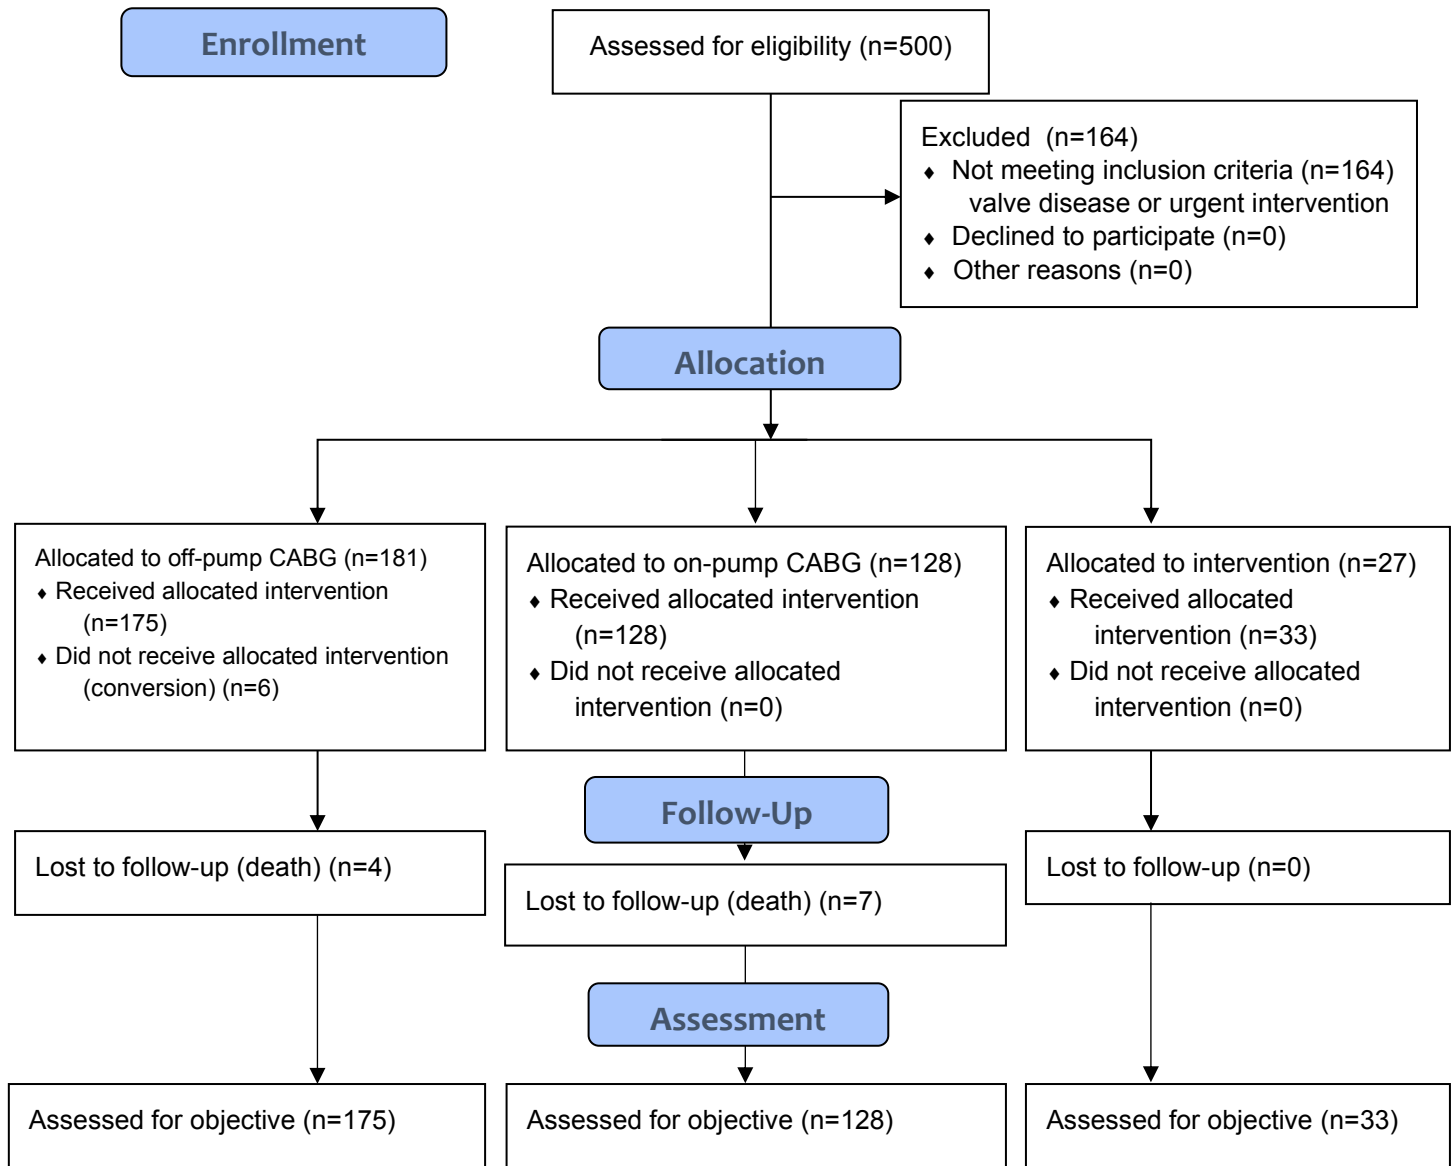 Enrollment
Assessed for eligibility (n=500)
Excluded  (n=164)
♦ Not meeting inclusion criteria (n=164)
valve disease or urgent intervention
♦ Declined to participate (n=0)
♦ Other reasons (n=0)
Allocation
Allocated to off-pump CABG (n=181)
♦ Received allocated intervention
(n=175)
♦ Did not receive allocated intervention
(conversion) (n=6)
Allocated to on-pump CABG (n=128)
♦ Received allocated intervention
(n=128)
♦ Did not receive allocated
intervention (n=0)
Allocated to intervention (n=27)
♦ Received allocated
intervention (n=33)
♦ Did not receive allocated
intervention (n=0)
Follow-Up
Lost to follow-up (death) (n=4)
Lost to follow-up (death) (n=7)
Lost to follow-up (n=0)
Assessment
Assessed for objective (n=175)
Assessed for objective (n=128)
Assessed for objective (n=33)